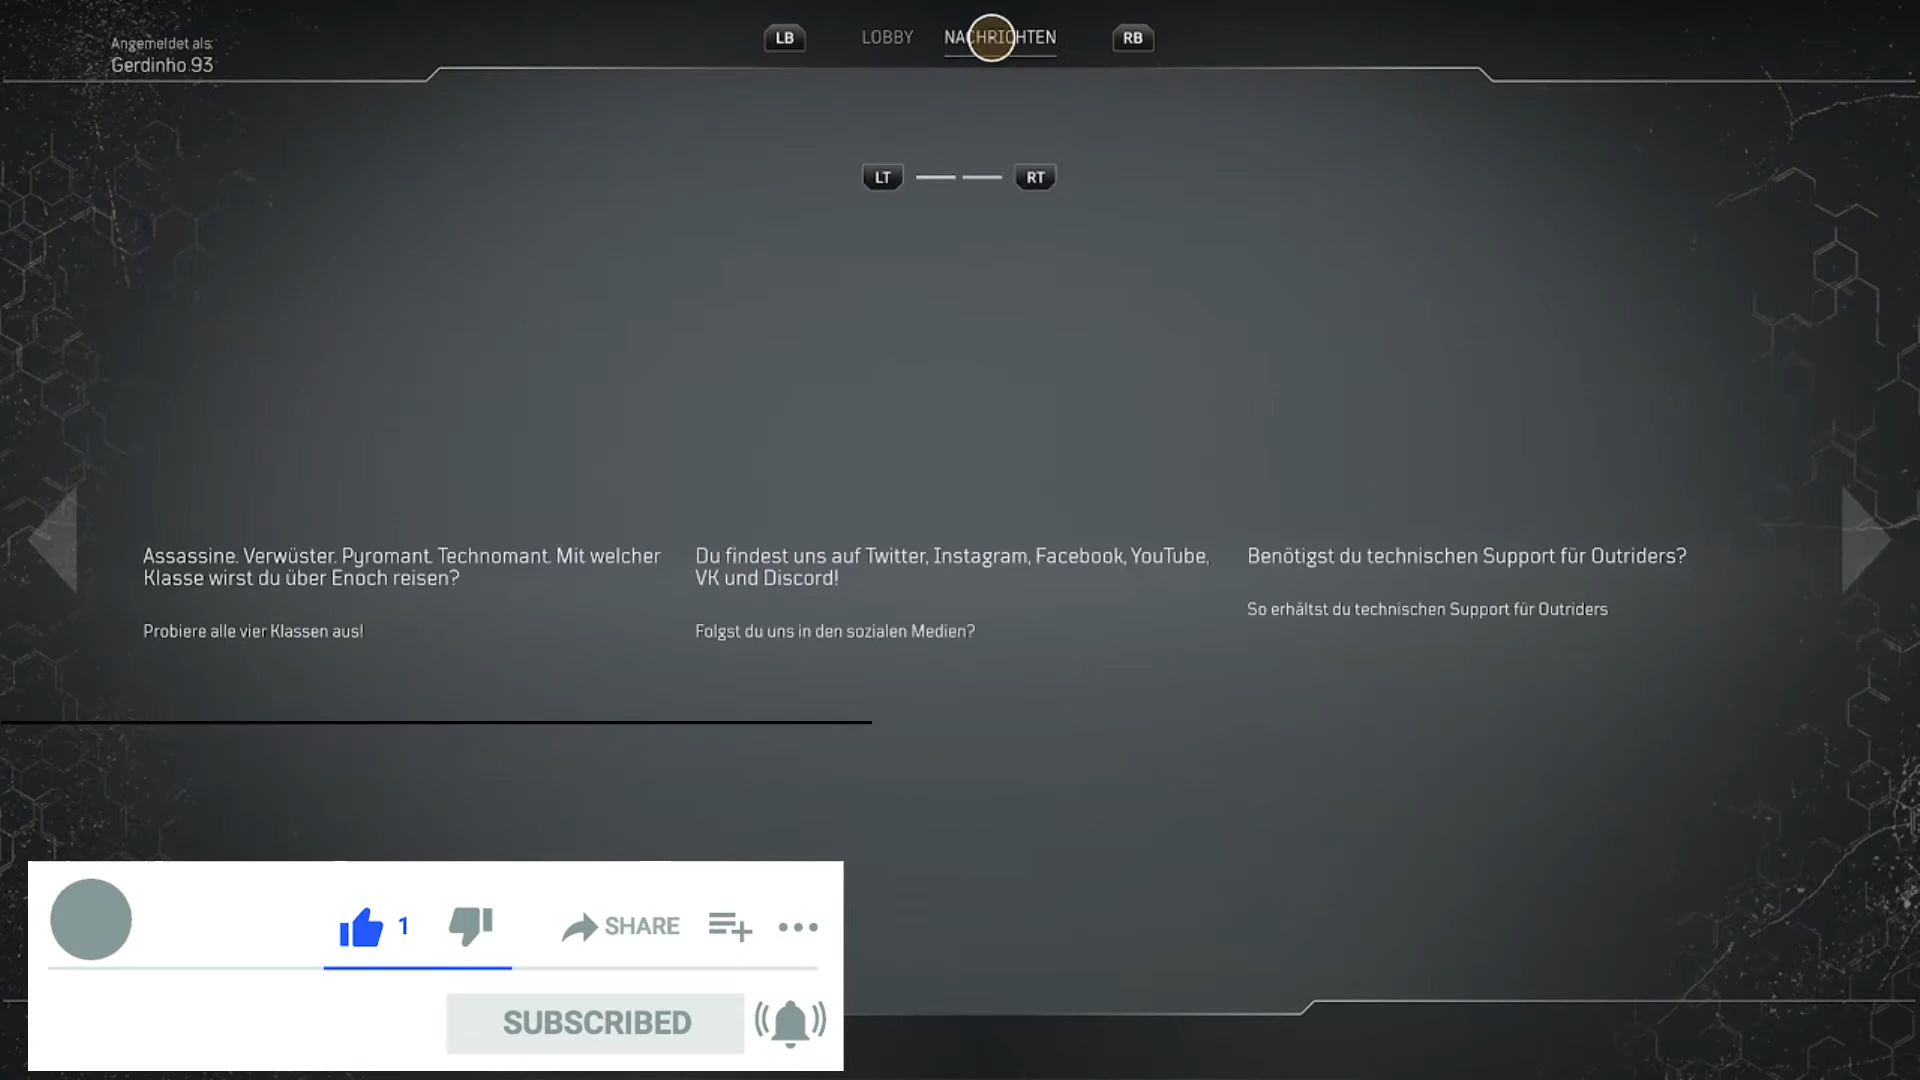 Angemeldet als:
Gerdinho.93
LB
LOBBY
NACHRICHTEN
RB
LT
RT
Assassine. Verwüster. Pyromant. Technomant. Mit welcher
Klasse wirst du über Enoch reisen?
Probiere alle vier Klassen aus!
Du findest uns auf Twitter, Instagram, Facebook, YouTube,
VK und Discord!
Folgst du uns in den sozialen Medien?
Benötigst du technischen Support für Outriders?
So erhältst du technischen Support für Outriders
1
SHARE
SUBSCRIBED